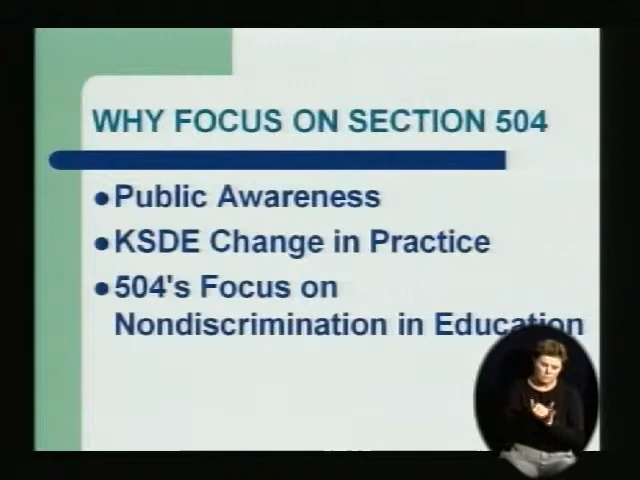 WHY FOCUS ON SECTION 504
Public Awareness
KSDE Change in Practice
504's Focus on
Nondiscrimination in Education